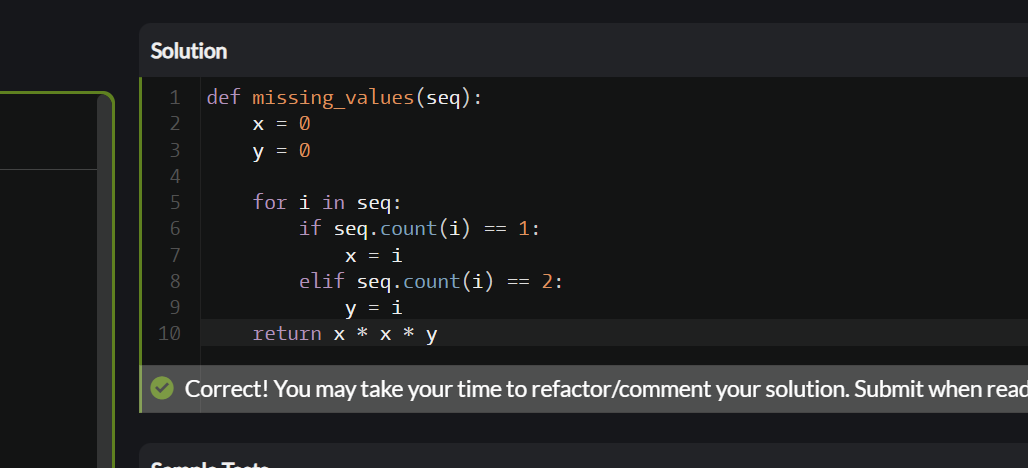 Solution
1 def missing_values(seq):
2 x = 0
3 y = 0
4
5 for i in seq:
6 if seq.count(i) == 1:
7 x = i
8 elif seq.count(i) == 2:
9 y = i
10 return x * x * y
Correct! You may take your time to refactor/comment your solution. Submit when read
Sample Tests